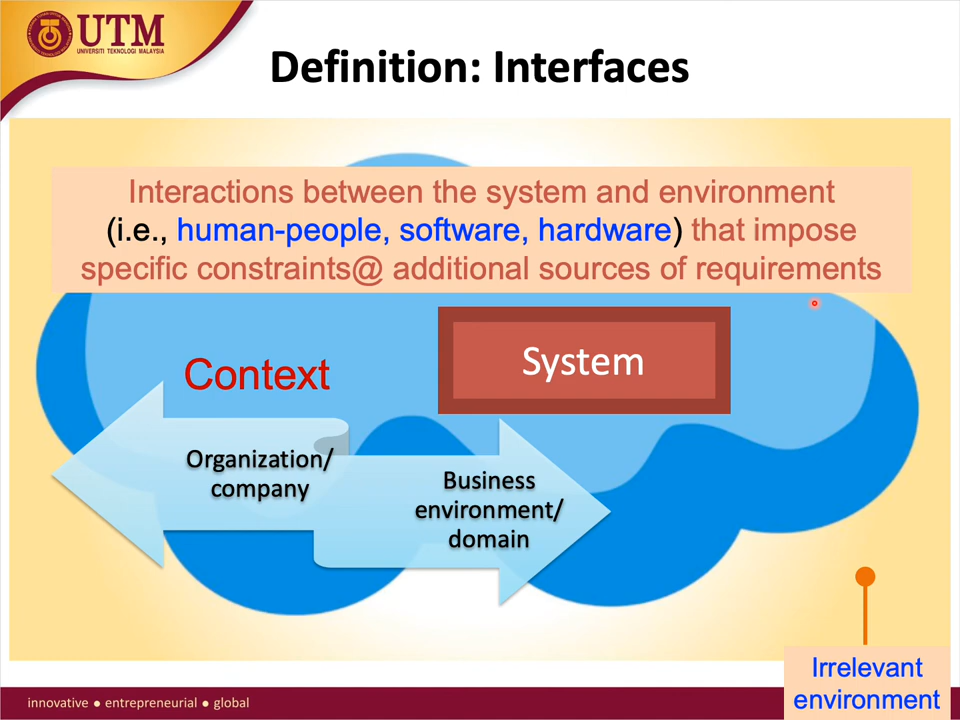 UTM
UNIVERSITI TEKNOLOGI MALAYSIA
Definition: Interfaces
Interactions between the system and environment
(i.e., human-people, software, hardware) that impose
specific constraints@ additional sources of requirements
System
Context
Organization/
company
Business
environment/
domain
Irrelevant
environment
innovative ● entrepreneurial ● global